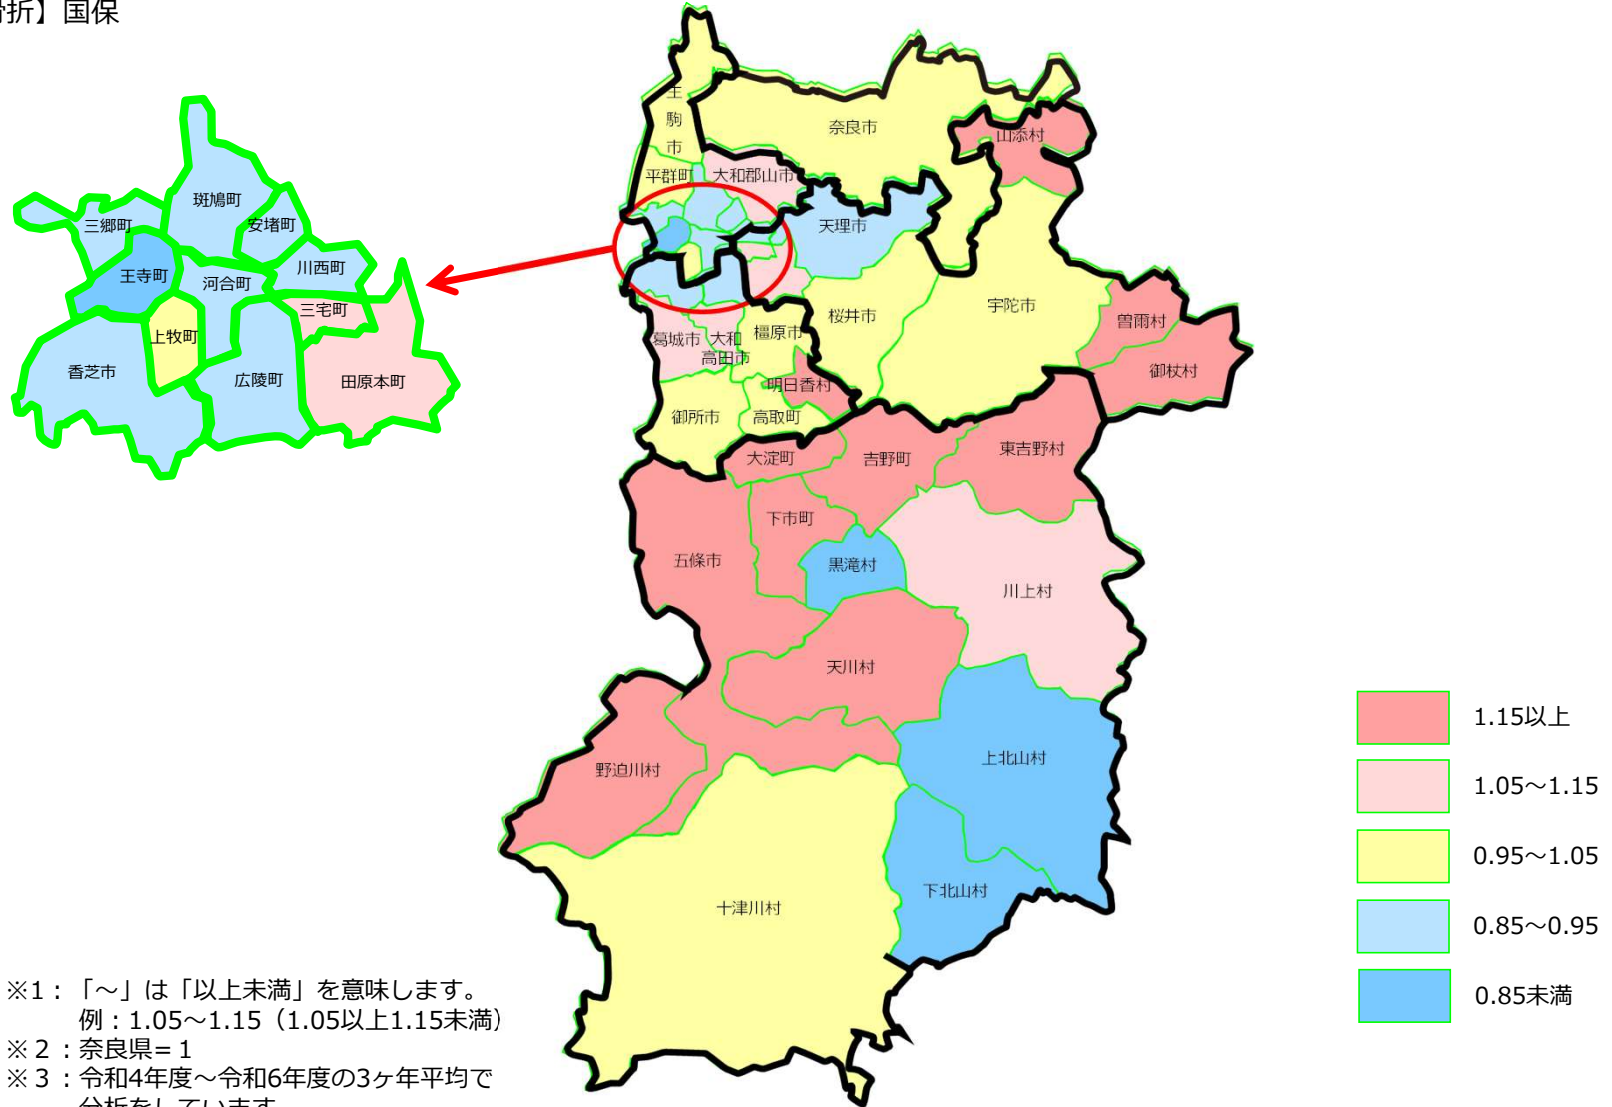 折】国保
生
駒
市
奈良市
山添村
平群町
大和郡山市
天理市
斑鳩町
三郷町
安堵町
王寺町
河合町
川西町
三宅町
上牧町
香芝市
広陵町
田原本町
宇陀市
桜井市
曽爾村
御杖村
葛城市
大和
高田市
橿原市
明日香村
御所市
高取町
大淀町
吉野町
東吉野村
下市町
五條市
黒滝村
川上村
天川村
上北山村
野迫川村
下北山村
十津川村
1.15以上
1.05～1.15
0.95～1.05
0.85～0.95
0.85未満
※1：「～」は「以上未満」を意味します。
例：1.05～1.15（1.05以上1.15未満）
※２：奈良県=１
※３：令和4年度～令和6年度の3ヶ年平均で
分析をしています